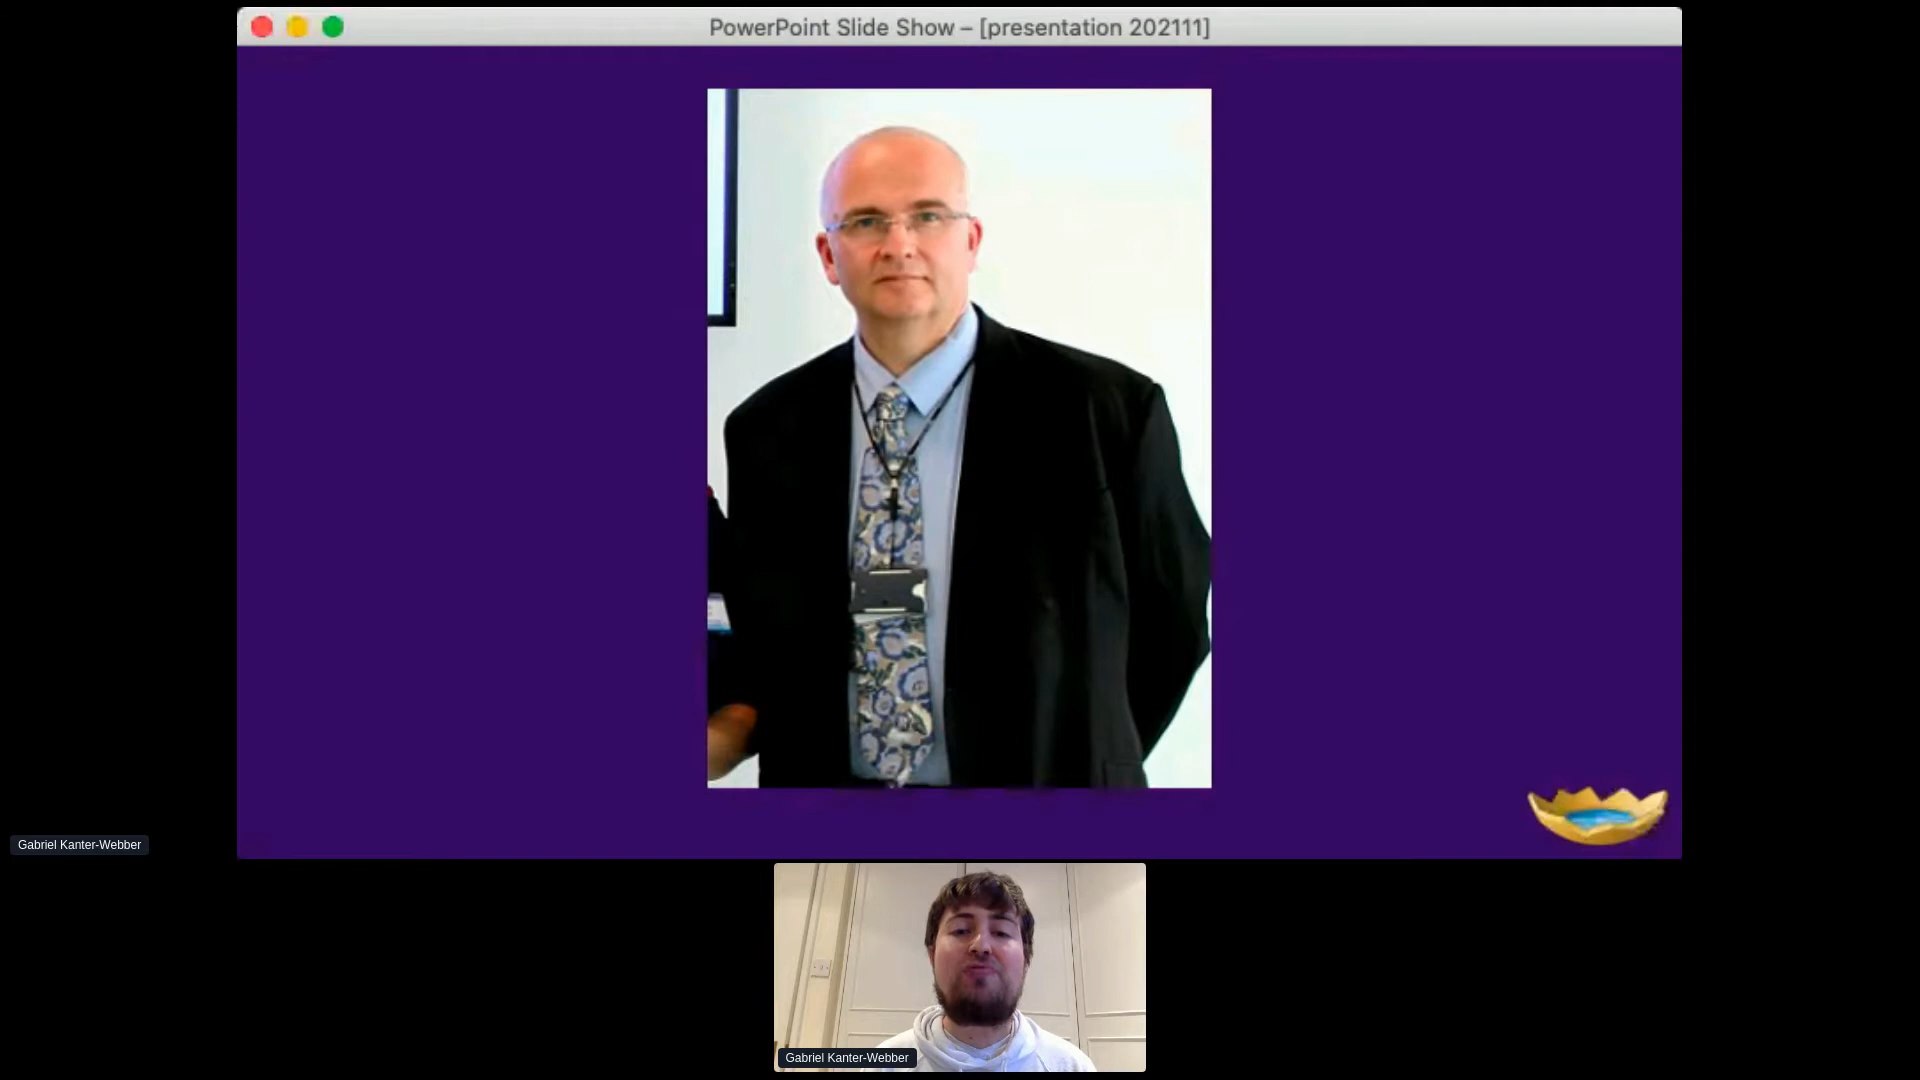 PowerPoint Slide Show – [presentation 202111]
Gabriel Kanter-Webber
Gabriel Kanter-Webber